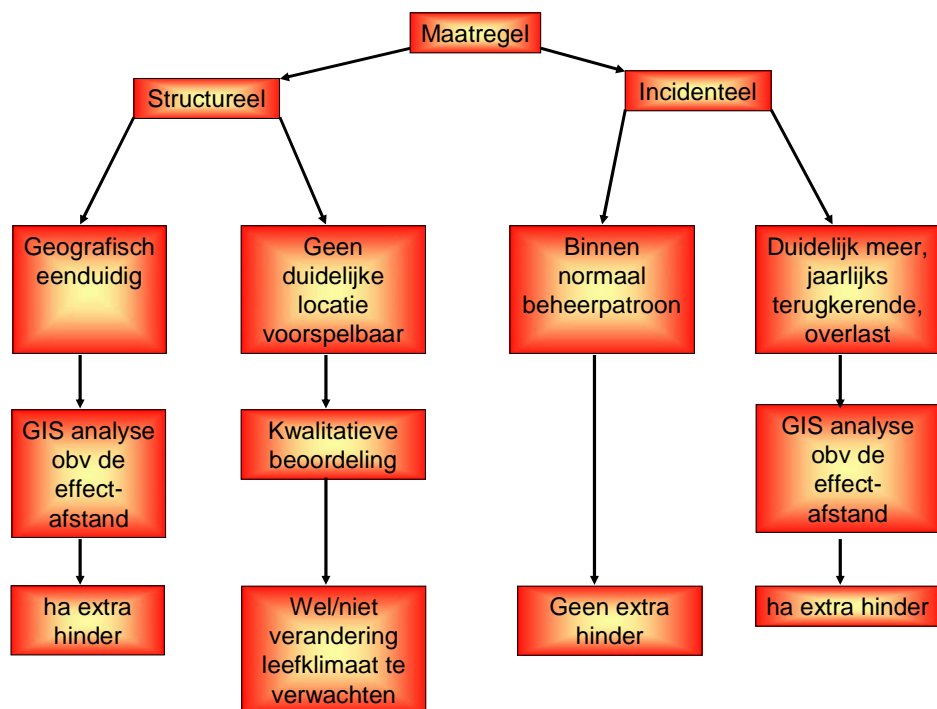 Maatregel
Structureel
Incidenteel
Geografisch
eenduidig
Geen
duidelijke
locatie
voorspelbaar
Binnen
normaal
beheerpatroon
Duidelijk meer,
jaarlijks
terugkerende,
overlast
GIS analyse
obv de
effect-
afstand
Kwalitatieve
beoordeling
GIS analyse
obv de
effect-
afstand
ha extra
hinder
Wel/niet
verandering
leefklimaat te
verwachten
Geen extra
hinder
ha extra hinder